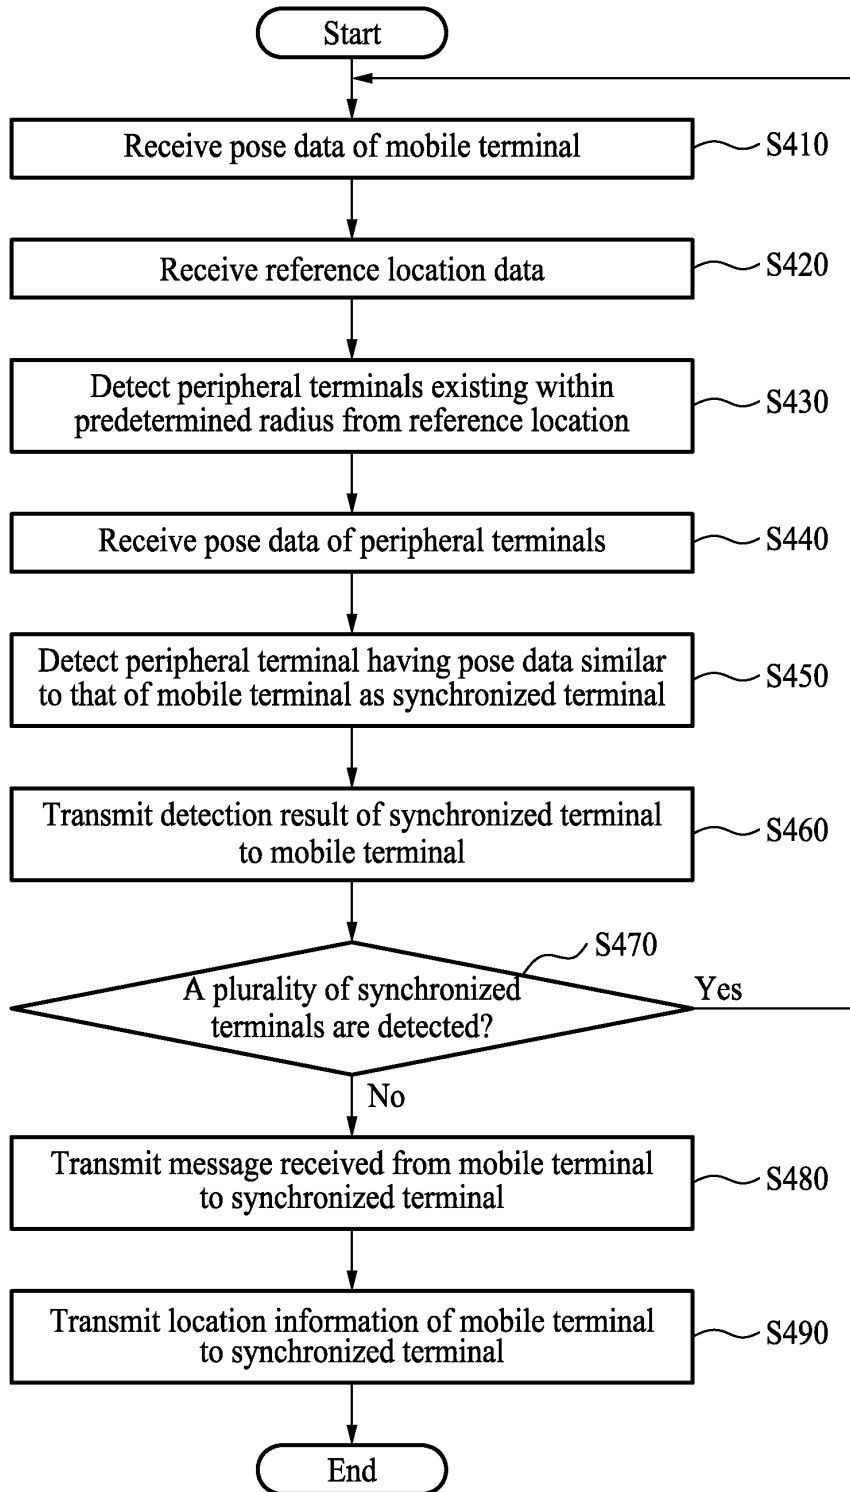 Start
Receive pose data of mobile terminal
S410
Receive reference location data
S420
Detect peripheral terminals existing within
predetermined radius from reference location
S430
Receive pose data of peripheral terminals
S440
Detect peripheral terminal having pose data similar
to that of mobile terminal as synchronized terminal
S450
Transmit detection result of synchronized terminal
to mobile terminal
S460
S470
A plurality of synchronized
terminals are detected?
Yes
No
Transmit message received from mobile terminal
to synchronized terminal
S480
Transmit location information of mobile terminal
to synchronized terminal
S490
End